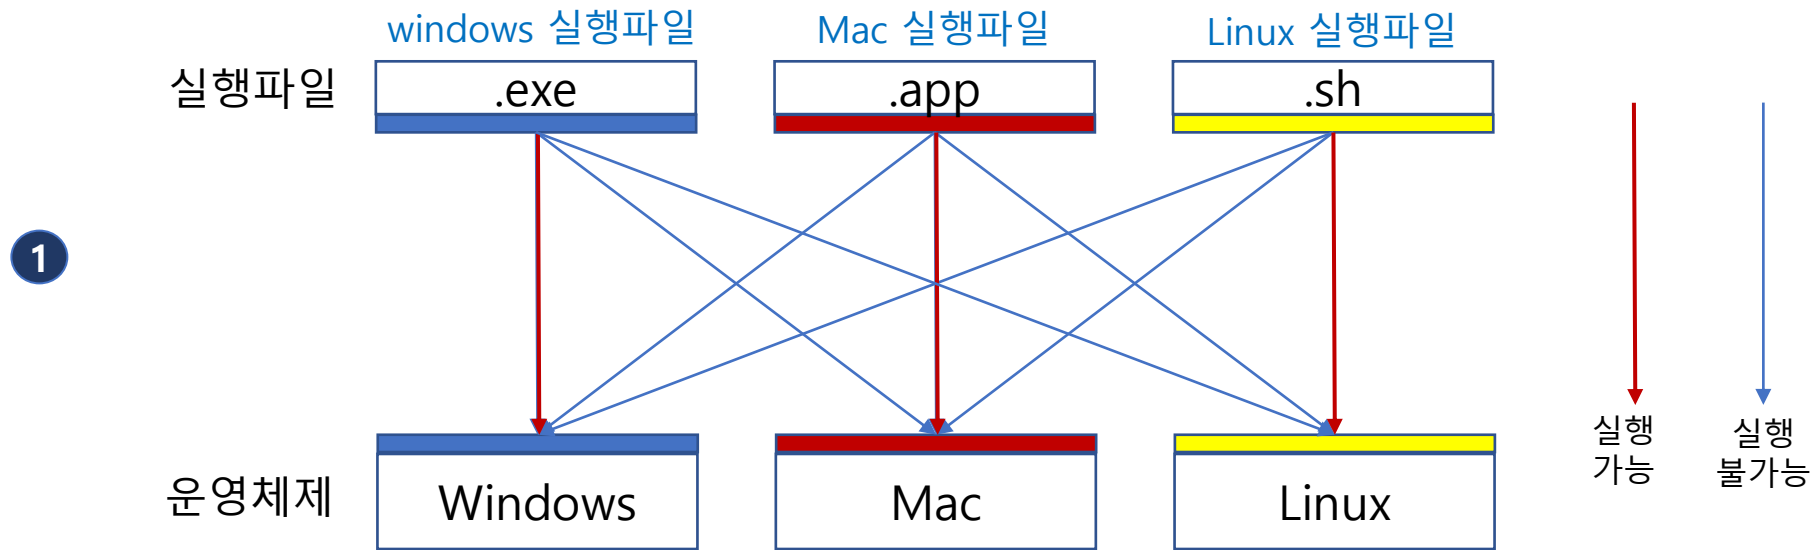 windows 실행파일
Mac 실행파일
Linux 실행파일
실행파일
.exe
.app
.sh
1
실행
가능
실행
불가능
운영체제
Windows
Mac
Linux